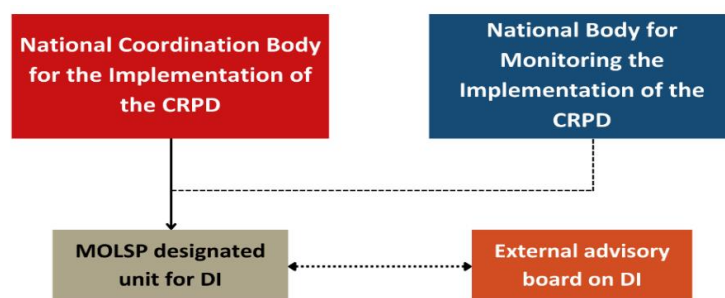 National Coordination Body
for the Implementation of
the CRPD
National Body for
Monitoring the
Implementation of the
CRPD
MOLSP designated
unit for DI
External advisory
board on DI